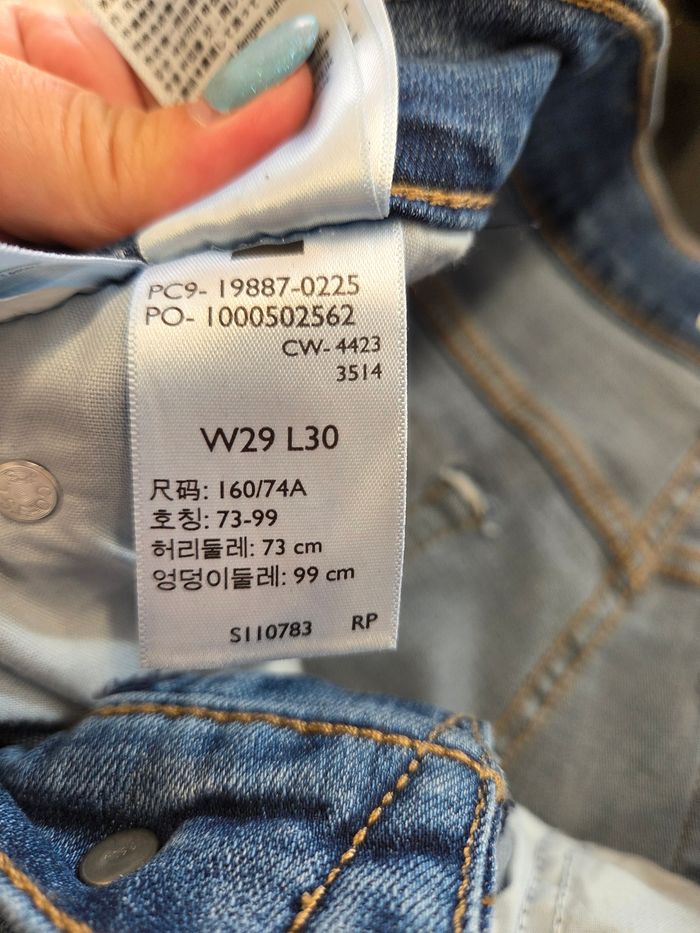 PC9- 19887-0225
PO- 1000502562
CW- 4423
3514
W29 L30
尺码: 160/74A
호칭: 73-99
허리둘레: 73 cm
엉덩이둘레: 99 cm
S110783 RP